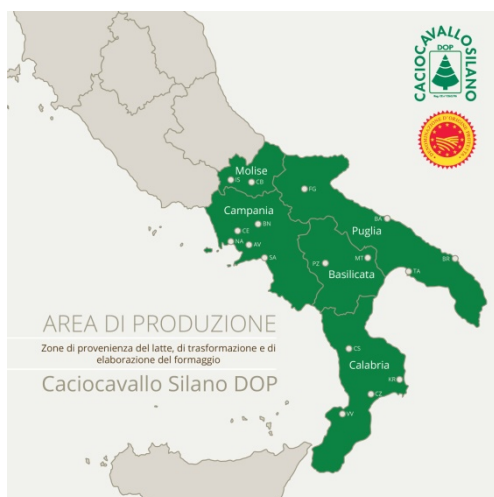 CACIOCAVALLO SILANO
DOP
Molise
IS
CB
FG
Campania
BN
CE
NA
AV
SA
BA
Puglia
BR
MT
PZ
Basilicata
TA
AREA DI PRODUZIONE
Zone di provenienza del latte, di trasformazione e di
elaborazione del formaggio
Caciocavallo Silano DOP
CS
Calabria
KR
CZ
VV